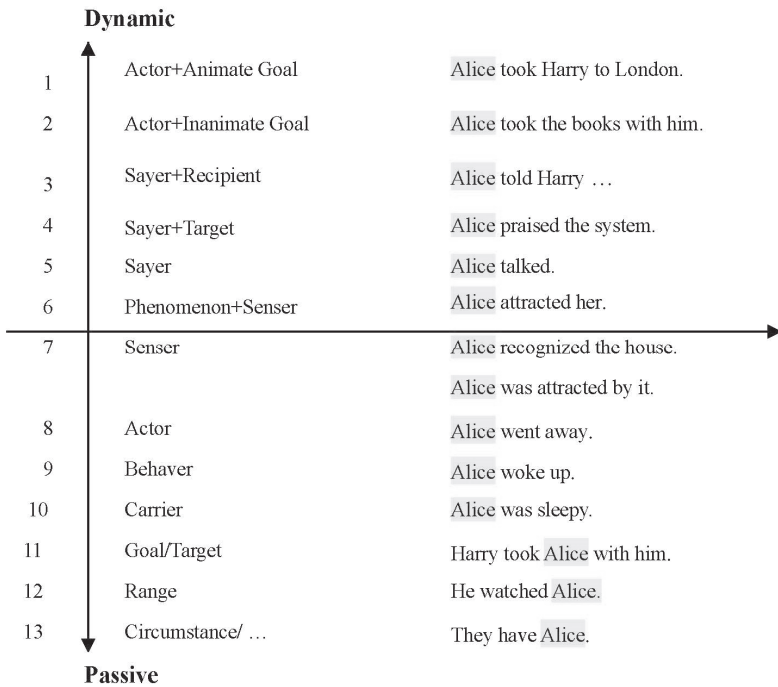 Dynamic
1 Actor+Animate Goal Alice took Harry to London.
2 Actor+Inanimate Goal Alice took the books with him.
3 Sayer+Recipient Alice told Harry …
4 Sayer+Target Alice praised the system.
5 Sayer Alice talked.
6 Phenomenon+Senser Alice attracted her.
7 Senser Alice recognized the house.
Alice was attracted by it.
8 Actor Alice went away.
9 Behaver Alice woke up.
10 Carrier Alice was sleepy.
11 Goal/Target Harry took Alice with him.
12 Range He watched Alice.
13 Circumstance/ … They have Alice.
Passive